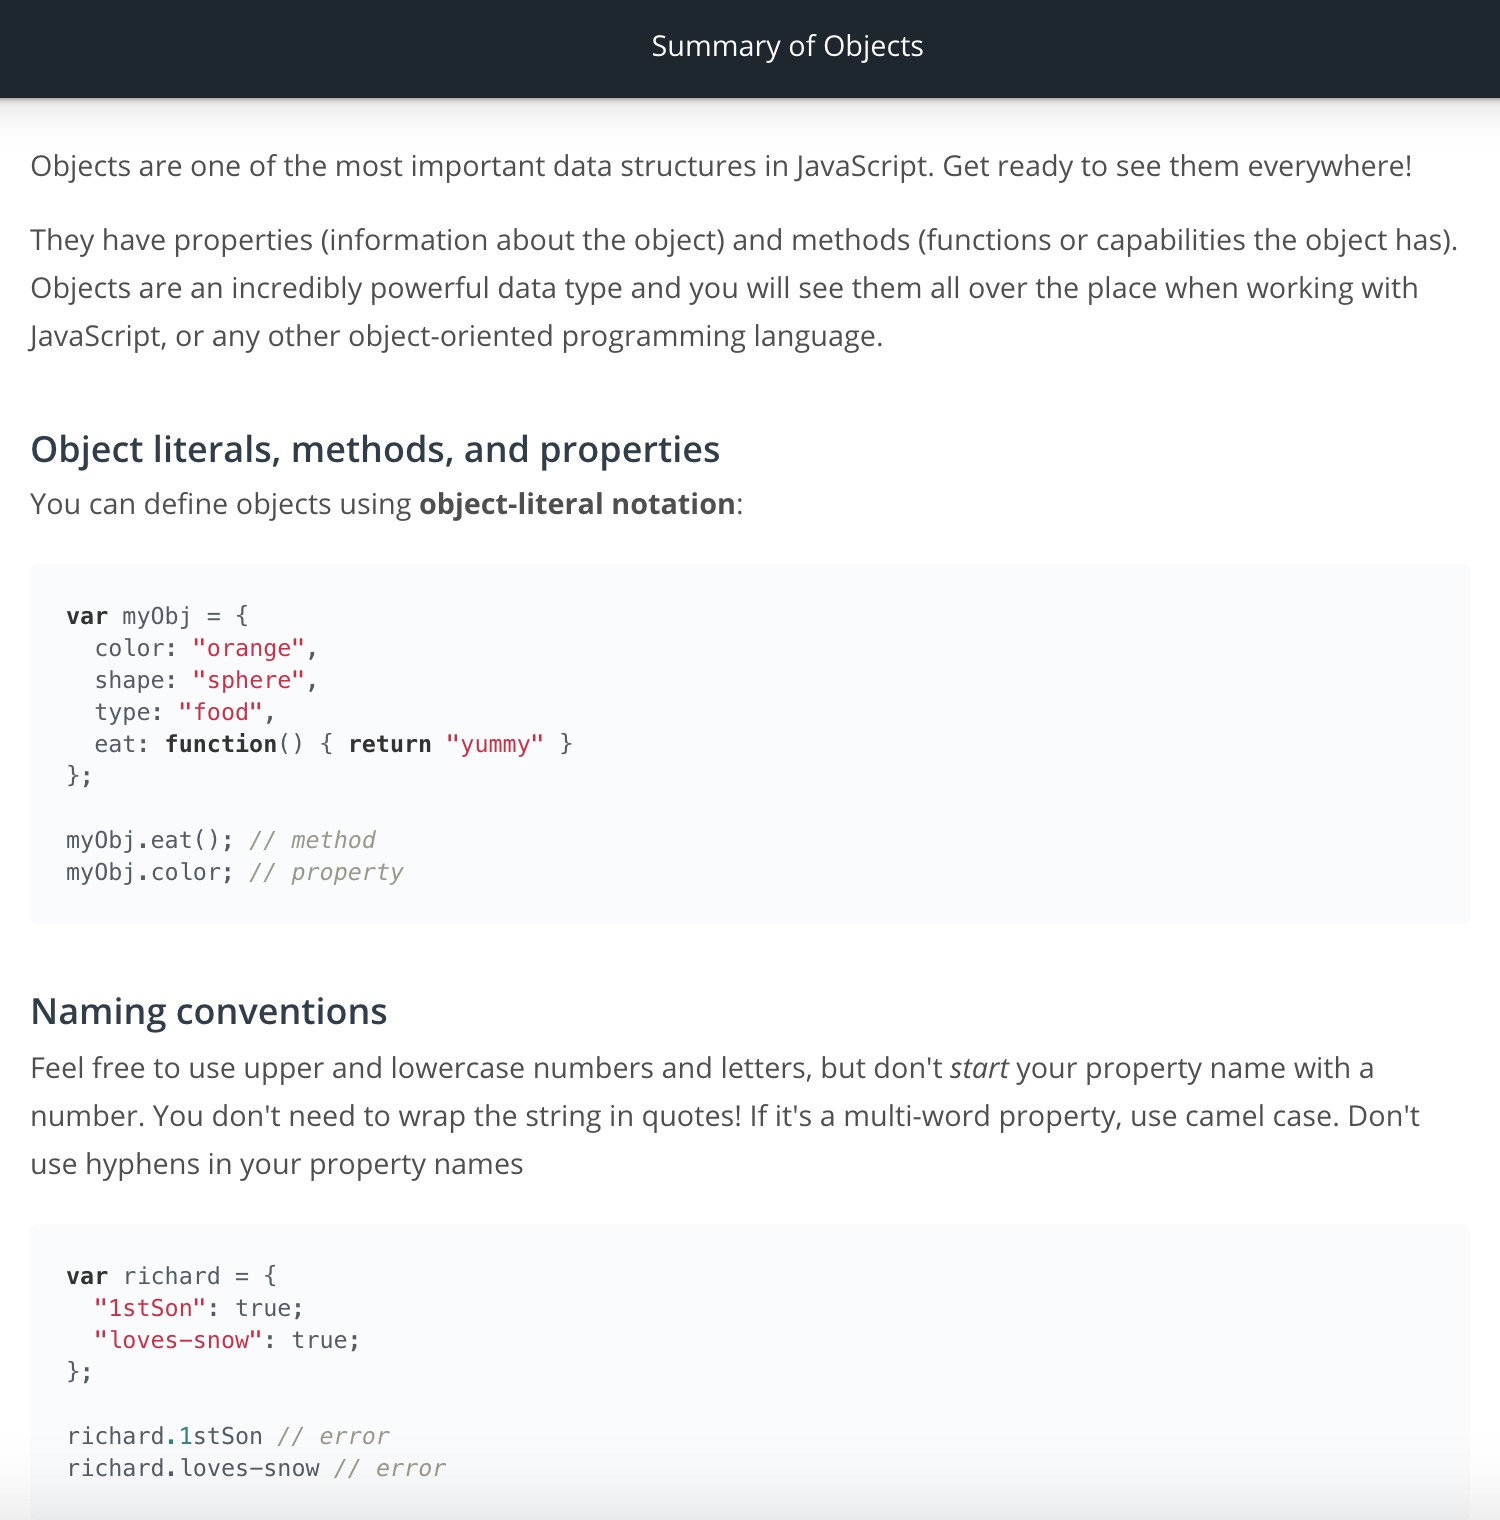 Summary of Objects
Objects are one of the most important data structures in JavaScript. Get ready to see them everywhere!
They have properties (information about the object) and methods (functions or capabilities the object has).
Objects are an incredibly powerful data type and you will see them all over the place when working with
JavaScript, or any other object-oriented programming language.
Object literals, methods, and properties
You can define objects using object-literal notation:
var myObj = {
  color: "orange",
  shape: "sphere",
  type: "food",
  eat: function() { return "yummy" }
};
myObj.eat(); // method
myObj.color; // property
Naming conventions
Feel free to use upper and lowercase numbers and letters, but don't start your property name with a
number. You don't need to wrap the string in quotes! If it's a multi-word property, use camel case. Don't
use hyphens in your property names
var richard = {
  "1stSon": true;
  "loves-snow": true;
};
richard.1stSon // error
richard.loves-snow // error